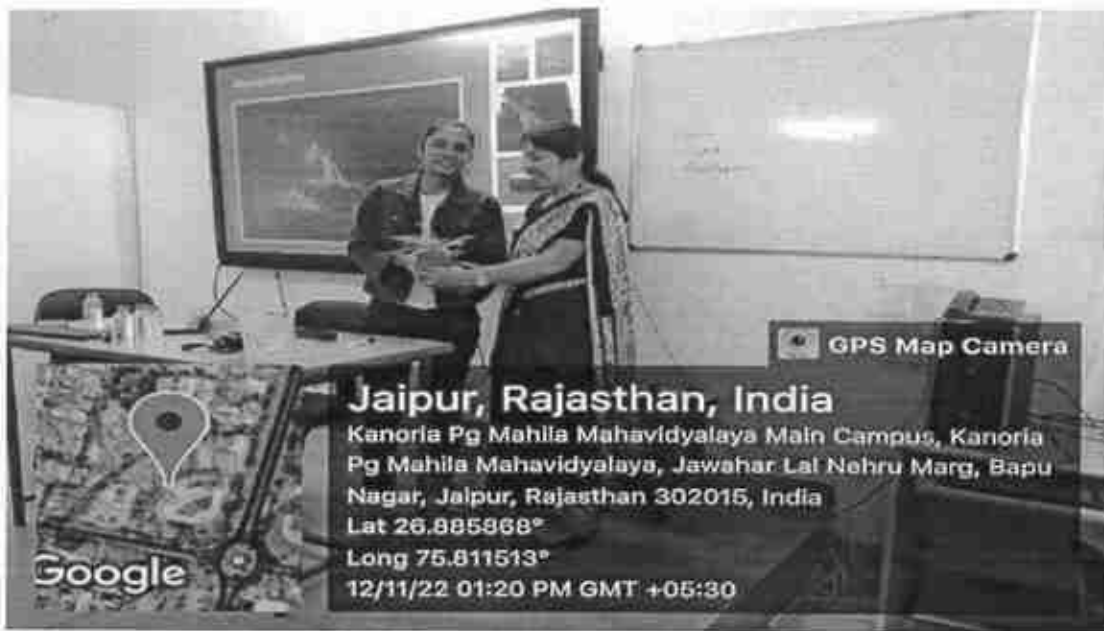 GPS Map Camera
Jaipur, Rajasthan, India
Kanoria Pg Mahila Mahavidyalaya Main Campus, Kanoria
Pg Mahila Mahavidyalaya, Jawahar Lal Nehru Marg, Bapu
Nagar, Jaipur, Rajasthan 302015, India
Lat 26.885868°
Long 75.811513°
12/11/22 01:20 PM GMT +05:30
Google